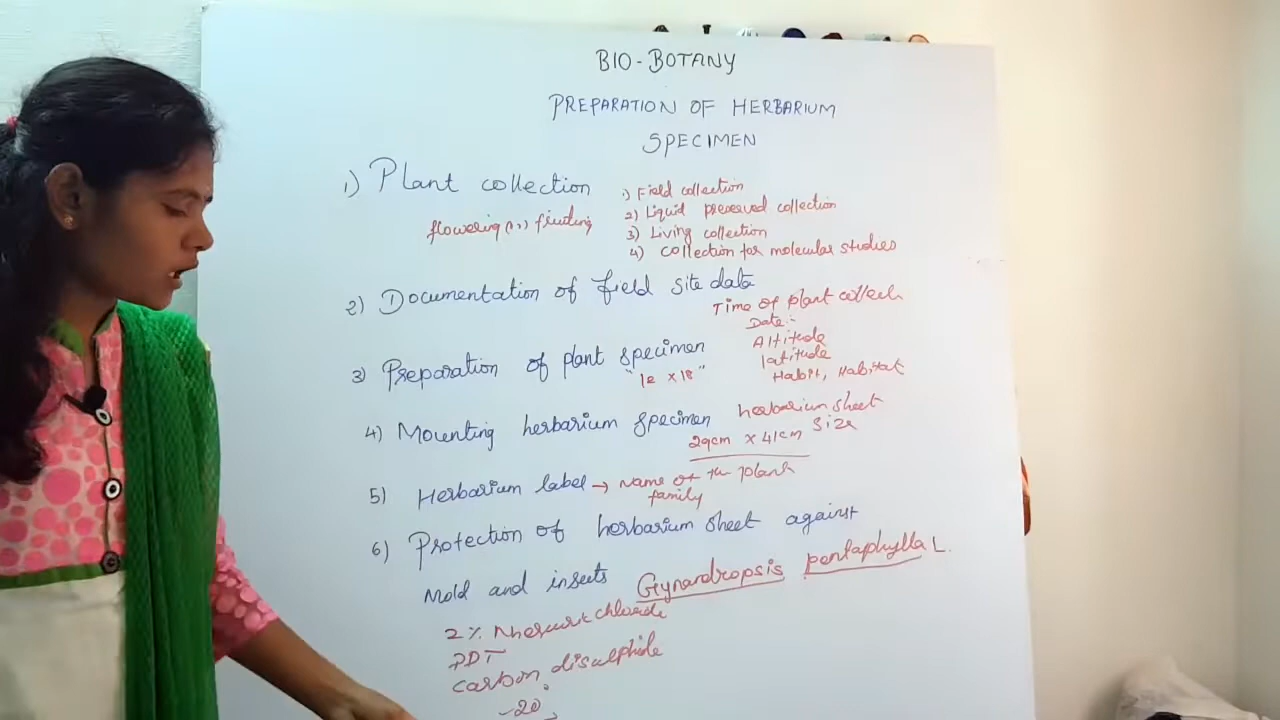 BIO-BOTANY
PREPARATION OF HERBARIUM
SPECIMEN
1) Plant collection
flowering (or) fruiting
1) Field collection
2) Liquid preserved collection
3) Living collection
4) collection for molecular studies
2) Documentation of field site data
Time of plant collech
Date:-
Altitude
latitude
Habit, Habitat
3) Preparation of plant specimen
"12 x 18"
4) Mounting herbarium specimen
herbarium sheet
29cm x 41cm size
5) Herbarium label → Name of the plant
family
6) Protection of herbarium sheet against
Mold and insects
Gynandropsis pentaphylla L.
2% Mercuric chloride
DDT
carbon disulphide
-20°